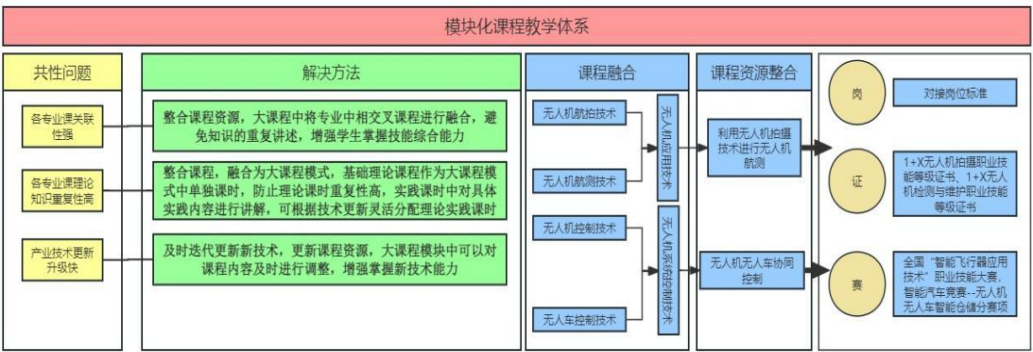 模块化课程教学体系
共性问题
各专业课关联
性强
各专业课理论
知识重复性高
产业技术更新
升级快
解决方法
整合课程资源，大课程中将专业中相交叉课程进行融合，避
免知识的重复讲述，增强学生掌握技能综合能力
整合课程，融合为大课程模式，基础理论课程作为大课程模
式中单独课时，防止理论课时重复性高，实践课时中对具体
实践内容进行讲解，可根据技术更新灵活分配理论实践课时
及时迭代更新新技术，更新课程资源，大课程模块中可以对
课程内容及时进行调整，增强掌握新技术能力
课程融合
无人机航拍技术
无人机航测技术
无人机应用技术
无人机控制技术
无人车控制技术
无人机系统控制技术
课程资源整合
利用无人机拍摄
技术进行无人机
航测
无人机无人车协同
控制
岗
对接岗位标准
证
1+X无人机拍摄职业技
能等级证书、1+X无人
机检测与维护职业技能
等级证书
赛
全国“智能飞行器应用
技术”职业技能大赛，
智能汽车竞赛--无人机
无人车智能仓储分赛项